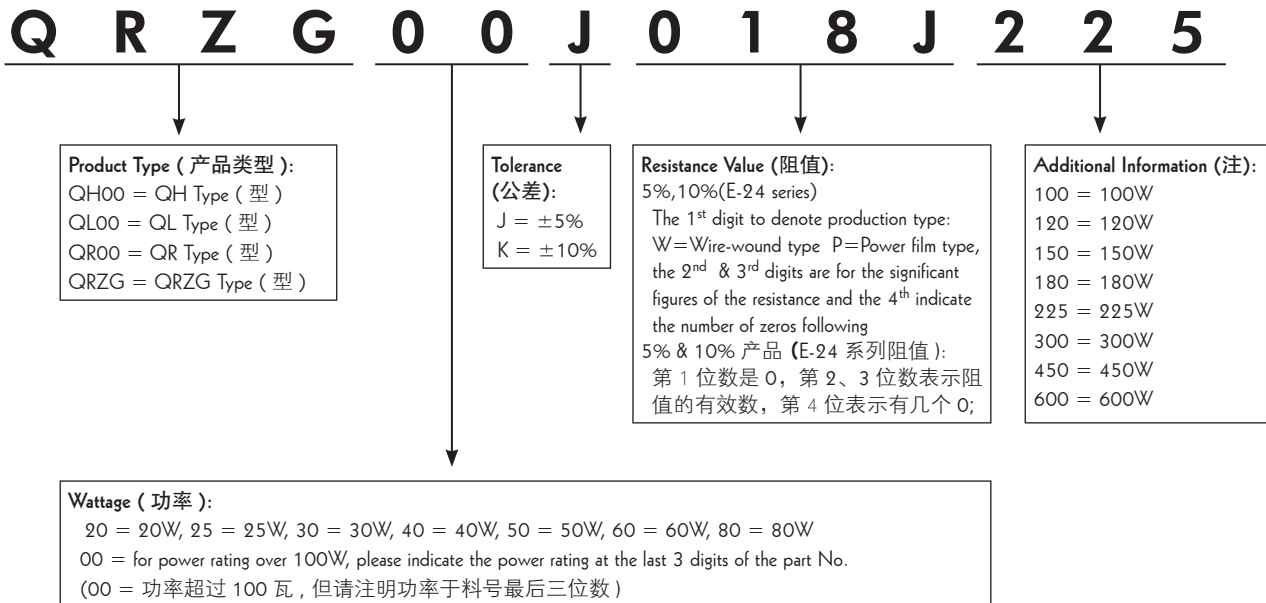 Q R Z G 0 0 J 0 1 8 J 2 2 5
Product Type ( 产品类型 ):
QH00 = QH Type ( 型 )
QL00 = QL Type ( 型 )
QR00 = QR Type ( 型 )
QRZG = QRZG Type ( 型 )
Tolerance
(公差):
J = ±5%
K = ±10%
Resistance Value (阻值):
5%,10%(E-24 series)
The 1st digit to denote production type:
W=Wire-wound type P=Power film type,
the 2nd & 3rd digits are for the significant
figures of the resistance and the 4th indicate
the number of zeros following
5% & 10% 产品 (E-24 系列阻值 ):
第 1 位数是 0，第 2、3 位数表示阻
值的有效数，第 4 位表示有几个 0;
Additional Information (注):
100 = 100W
120 = 120W
150 = 150W
180 = 180W
225 = 225W
300 = 300W
450 = 450W
600 = 600W
Wattage ( 功率 ):
20 = 20W, 25 = 25W, 30 = 30W, 40 = 40W, 50 = 50W, 60 = 60W, 80 = 80W
00 = for power rating over 100W, please indicate the power rating at the last 3 digits of the part No.
(00 = 功率超过 100 瓦 , 但请注明功率于料号最后三位数 )